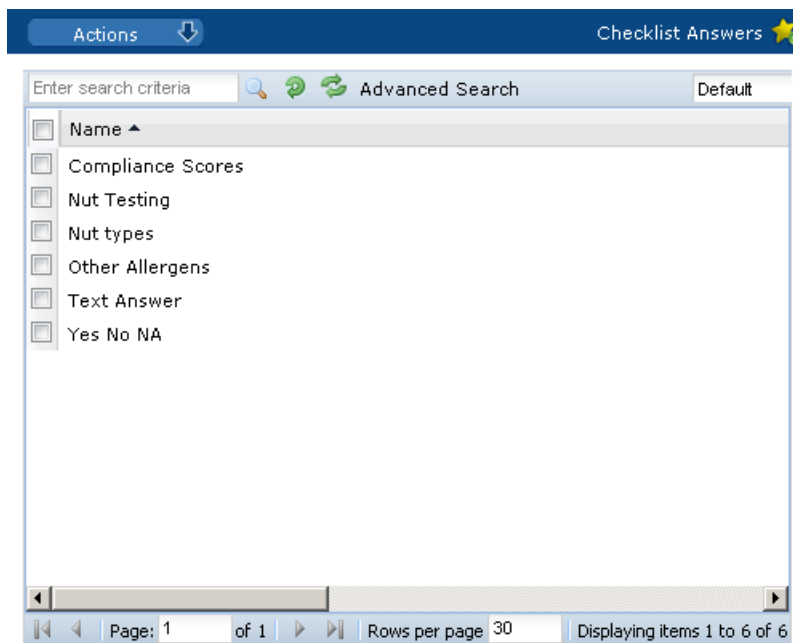 Actions Checklist Answers
Enter search criteria Advanced Search Default
Name
Compliance Scores
Nut Testing
Nut types
Other Allergens
Text Answer
Yes No NA
Page: 1 of 1 Rows per page 30 Displaying items 1 to 6 of 6